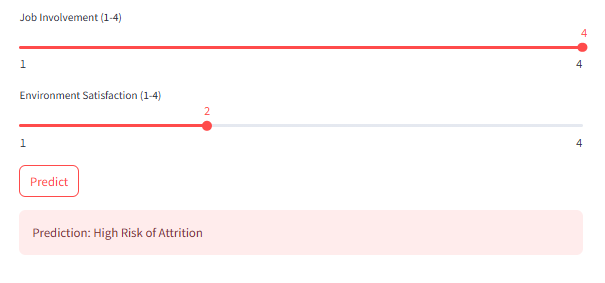 Job Involvement (1-4)
4
1 4
Environment Satisfaction (1-4)
2
1 4
Predict
Prediction: High Risk of Attrition